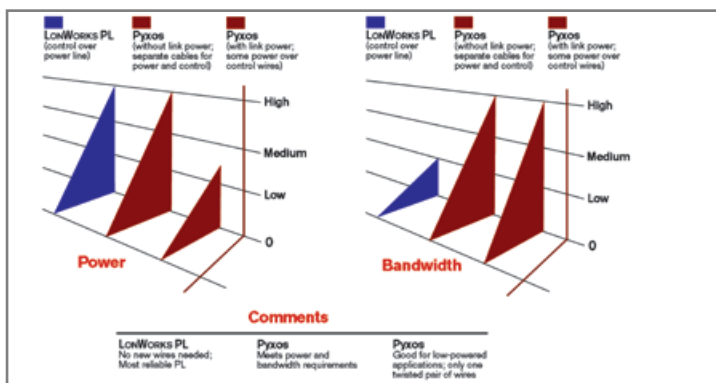 LONWORKS PL
(control over
power line)
PYXOS
(without link power;
separate cables for
power and control)
PYXOS
(with link power;
some power over
control wires)
High
Medium
Low
0
Power
LONWORKS PL
(control over
power line)
PYXOS
(without link power;
separate cables for
power and control)
PYXOS
(with link power;
some power over
control wires)
High
Medium
Low
0
Bandwidth
Comments
LONWORKS PL
No new wires needed;
Most reliable PL
PYXOS
Meets power and
bandwidth requirements
PYXOS
Good for low-powered
applications; only one
twisted pair of wires